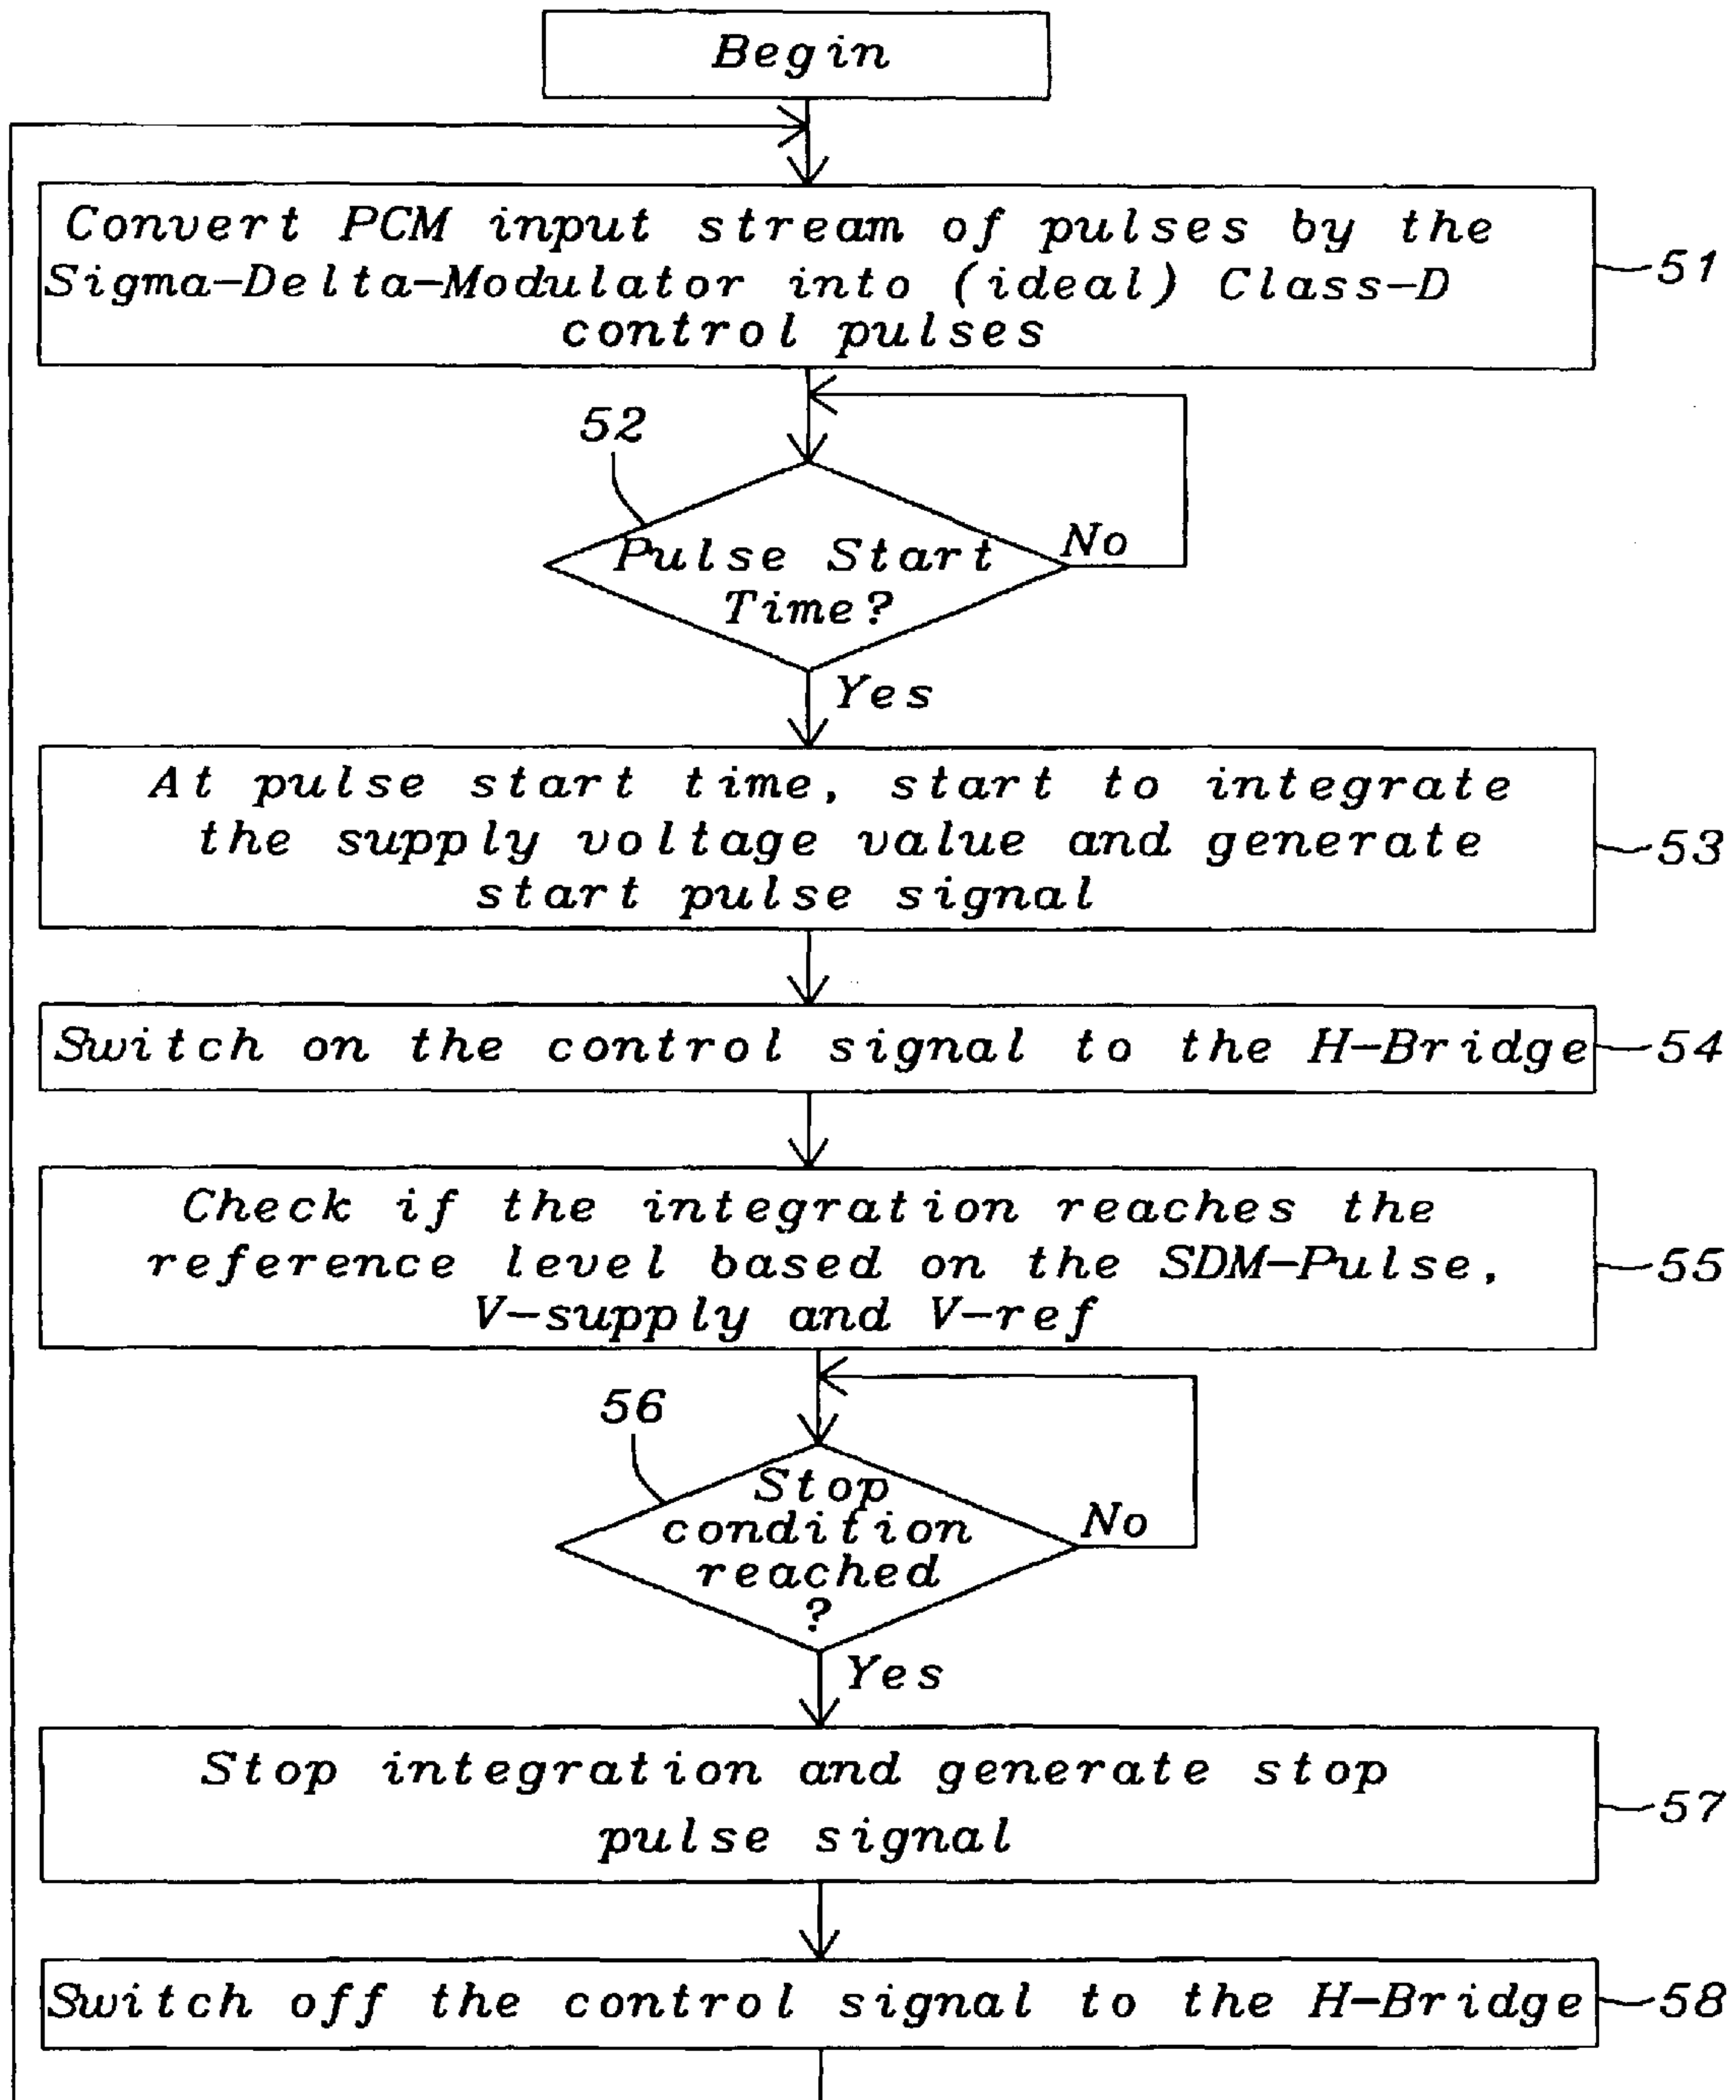 Begin
Convert PCM input stream of pulses by the
Sigma-Delta-Modulator into (ideal) Class-D
control pulses
51
52
Pulse Start
Time?
No
Yes
At pulse start time, start to integrate
the supply voltage value and generate
start pulse signal
53
Switch on the control signal to the H-Bridge
54
Check if the integration reaches the
reference level based on the SDM-Pulse,
V-supply and V-ref
55
56
Stop
condition
reached
?
No
Yes
Stop integration and generate stop
pulse signal
57
Switch off the control signal to the H-Bridge
58